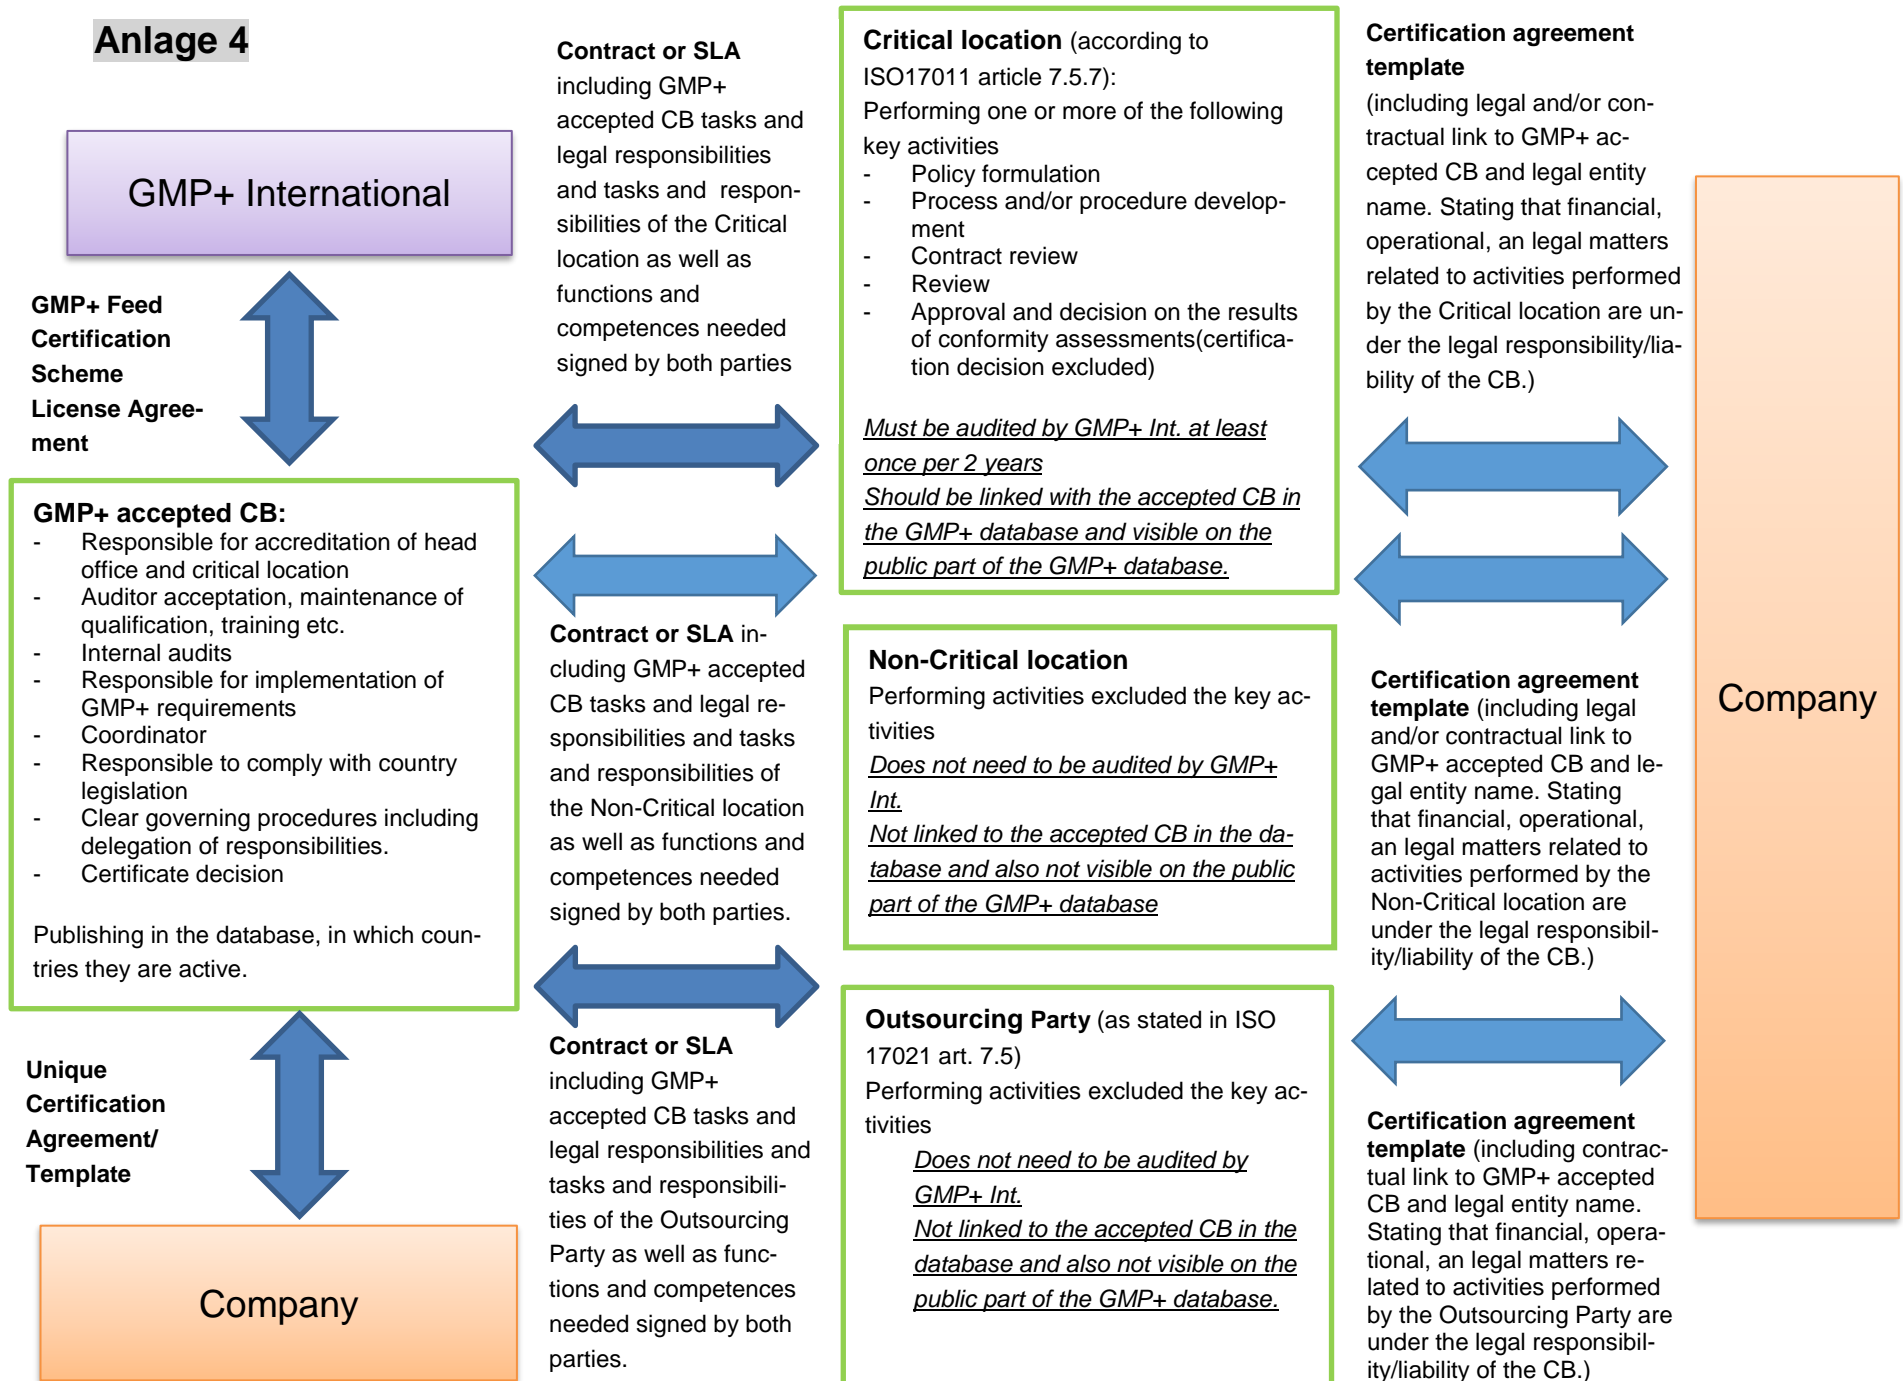 Anlage 4
GMP+ International
GMP+ Feed
Certification
Scheme
License Agree-
ment
GMP+ accepted CB:
- Responsible for accreditation of head
office and critical location
- Auditor acceptation, maintenance of
qualification, training etc.
- Internal audits
- Responsible for implementation of
GMP+ requirements
- Coordinator
- Responsible to comply with country
legislation
- Clear governing procedures including
delegation of responsibilities.
- Certificate decision
Publishing in the database, in which coun-
tries they are active.
Unique
Certification
Agreement/
Template
Company
Contract or SLA
including GMP+
accepted CB tasks and
legal responsibilities
and tasks and respon-
sibilities of the Critical
location as well as
functions and
competences needed
signed by both parties
Contract or SLA in-
cluding GMP+ accepted
CB tasks and legal re-
sponsibilities and tasks
and responsibilities of
the Non-Critical location
as well as functions and
competences needed
signed by both parties.
Contract or SLA
including GMP+
accepted CB tasks and
legal responsibilities and
tasks and responsibili-
ties of the Outsourcing
Party as well as func-
tions and competences
needed signed by both
parties.
Critical location (according to
ISO17011 article 7.5.7):
Performing one or more of the following
key activities
- Policy formulation
- Process and/or procedure develop-
ment
- Contract review
- Review
- Approval and decision on the results
of conformity assessments(certifica-
tion decision excluded)
Must be audited by GMP+ Int. at least
once per 2 years
Should be linked with the accepted CB in
the GMP+ database and visible on the
public part of the GMP+ database.
Non-Critical location
Performing activities excluded the key ac-
tivities
Does not need to be audited by GMP+
Int.
Not linked to the accepted CB in the da-
tabase and also not visible on the public
part of the GMP+ database
Outsourcing Party (as stated in ISO
17021 art. 7.5)
Performing activities excluded the key ac-
tivities
Does not need to be audited by
GMP+ Int.
Not linked to the accepted CB in the
database and also not visible on the
public part of the GMP+ database.
Certification agreement
template
(including legal and/or con-
tractual link to GMP+ ac-
cepted CB and legal entity
name. Stating that financial,
operational, an legal matters
related to activities performed
by the Critical location are un-
der the legal responsibility/lia-
bility of the CB.)
Certification agreement
template (including legal
and/or contractual link to
GMP+ accepted CB and le-
gal entity name. Stating
that financial, operational,
an legal matters related to
activities performed by the
Non-Critical location are
under the legal responsibil-
ity/liability of the CB.)
Certification agreement
template (including contrac-
tual link to GMP+ accepted
CB and legal entity name.
Stating that financial, opera-
tional, an legal matters re-
lated to activities performed
by the Outsourcing Party are
under the legal responsibil-
ity/liability of the CB.)
Company